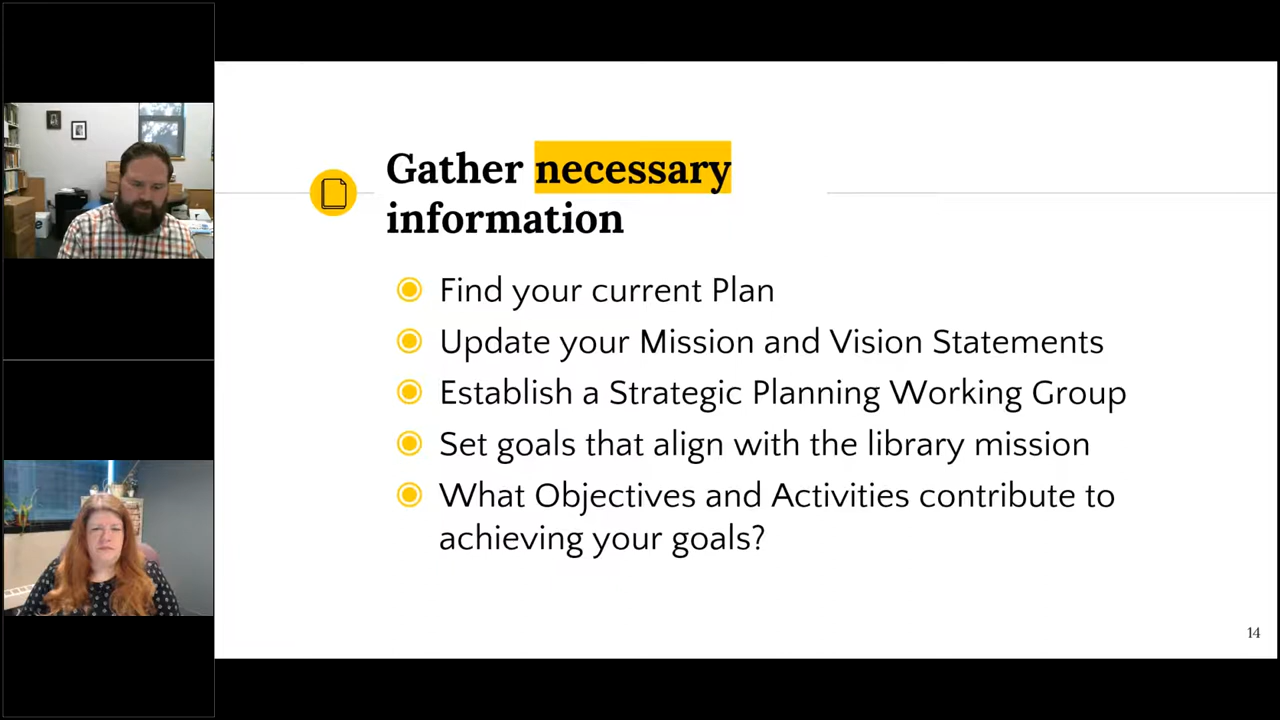 Gather necessary
information
Find your current Plan
Update your Mission and Vision Statements
Establish a Strategic Planning Working Group
Set goals that align with the library mission
What Objectives and Activities contribute to
achieving your goals?
14